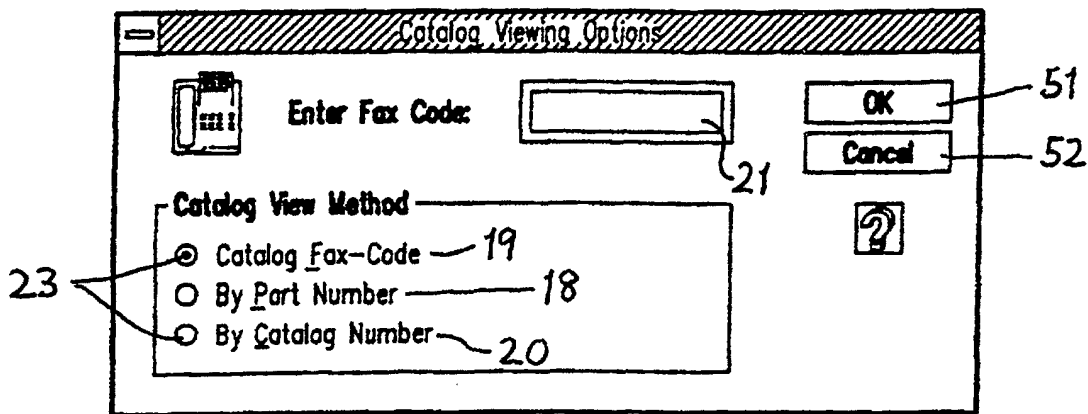 Catalog Viewing Options
Enter Fax Code:
21
OK
51
Cancel
52
Catalog View Method
?
23
Catalog Fax-Code
19
By Part Number
18
By Catalog Number
20